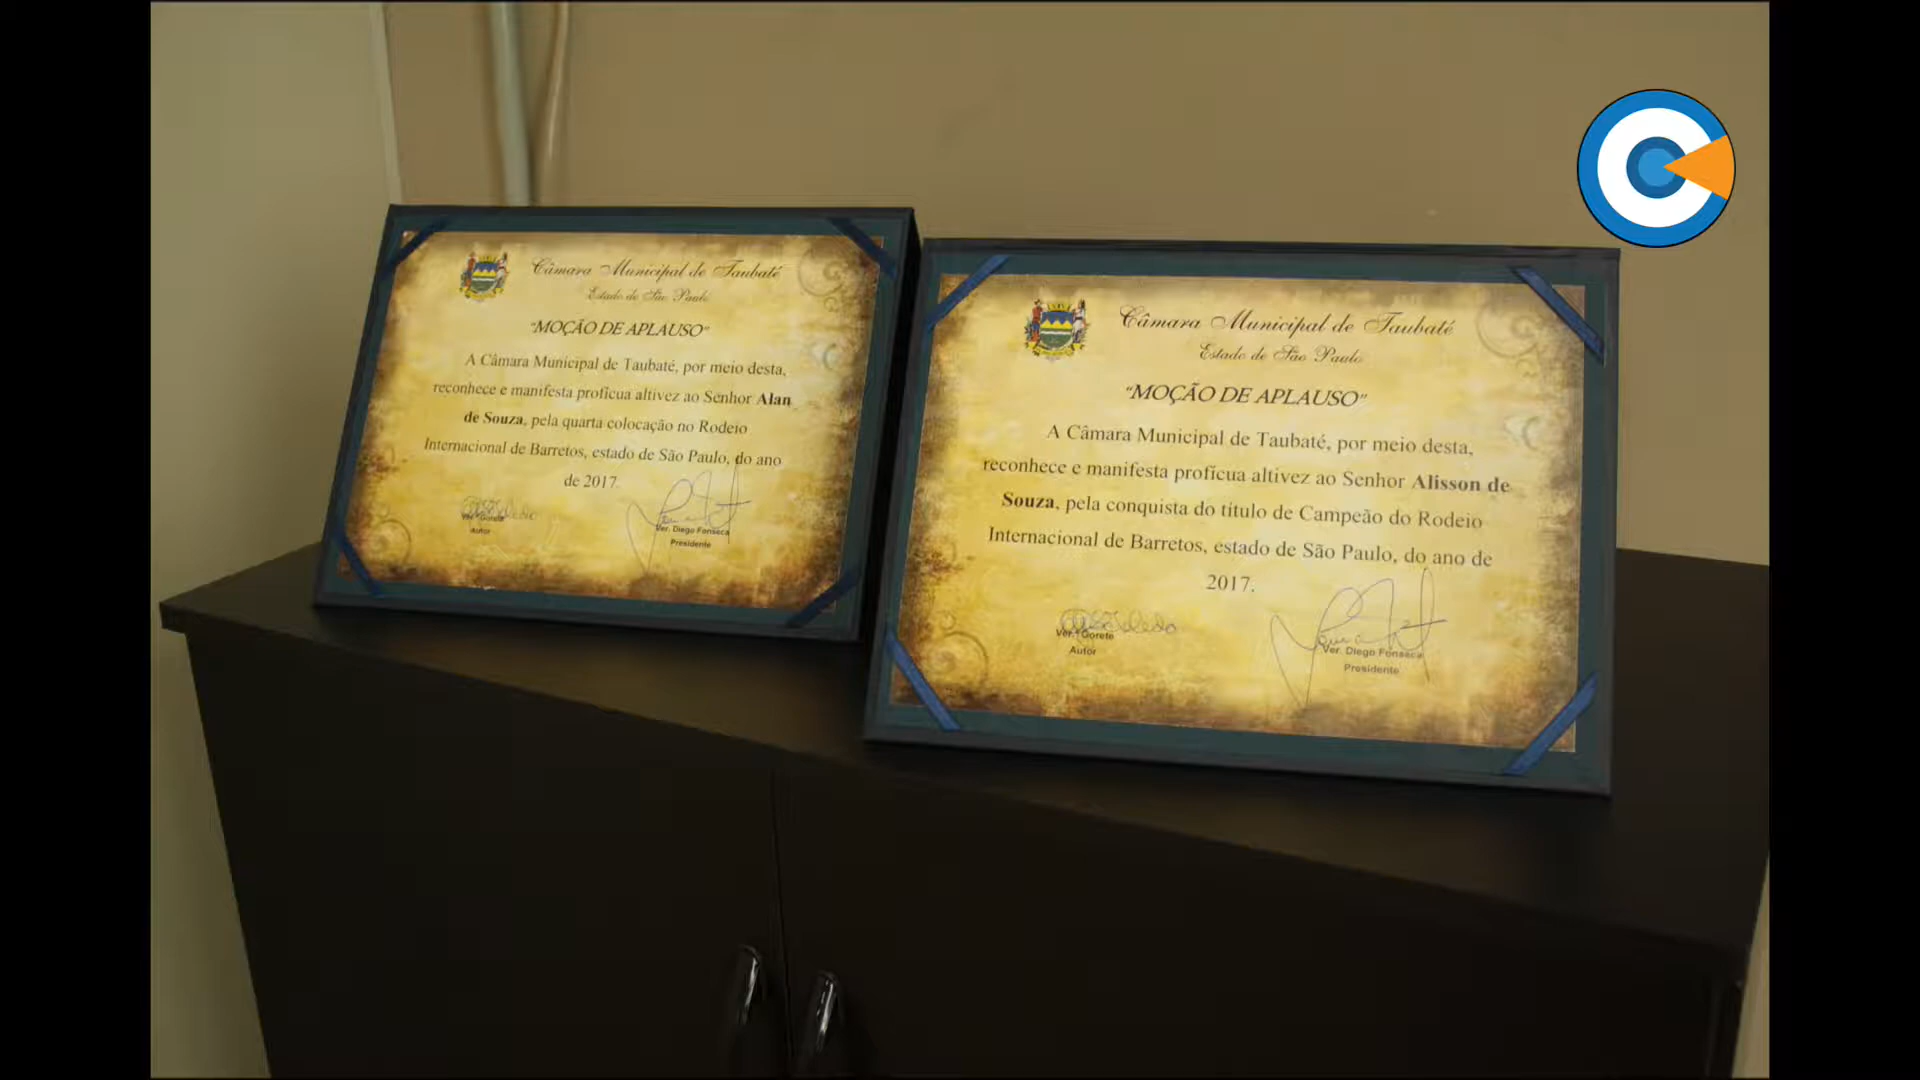 Câmara Municipal de Taubaté
Estado de São Paulo
"MOÇÃO DE APLAUSO"
A Câmara Municipal de Taubaté, por meio desta,
reconhece e manifesta profícua altivez ao Senhor Alan
de Souza, pela quarta colocação no Rodeio
Internacional de Barretos, estado de São Paulo, do ano
de 2017.
Ver.ª Gorete
Autor
Ver. Diego Fonseca
Presidente
Câmara Municipal de Taubaté
Estado de São Paulo
"MOÇÃO DE APLAUSO"
A Câmara Municipal de Taubaté, por meio desta,
reconhece e manifesta profícua altivez ao Senhor Alisson de
Souza, pela conquista do título de Campeão do Rodeio
Internacional de Barretos, estado de São Paulo, do ano de
2017.
Ver.ª Gorete
Autor
Ver. Diego Fonseca
Presidente